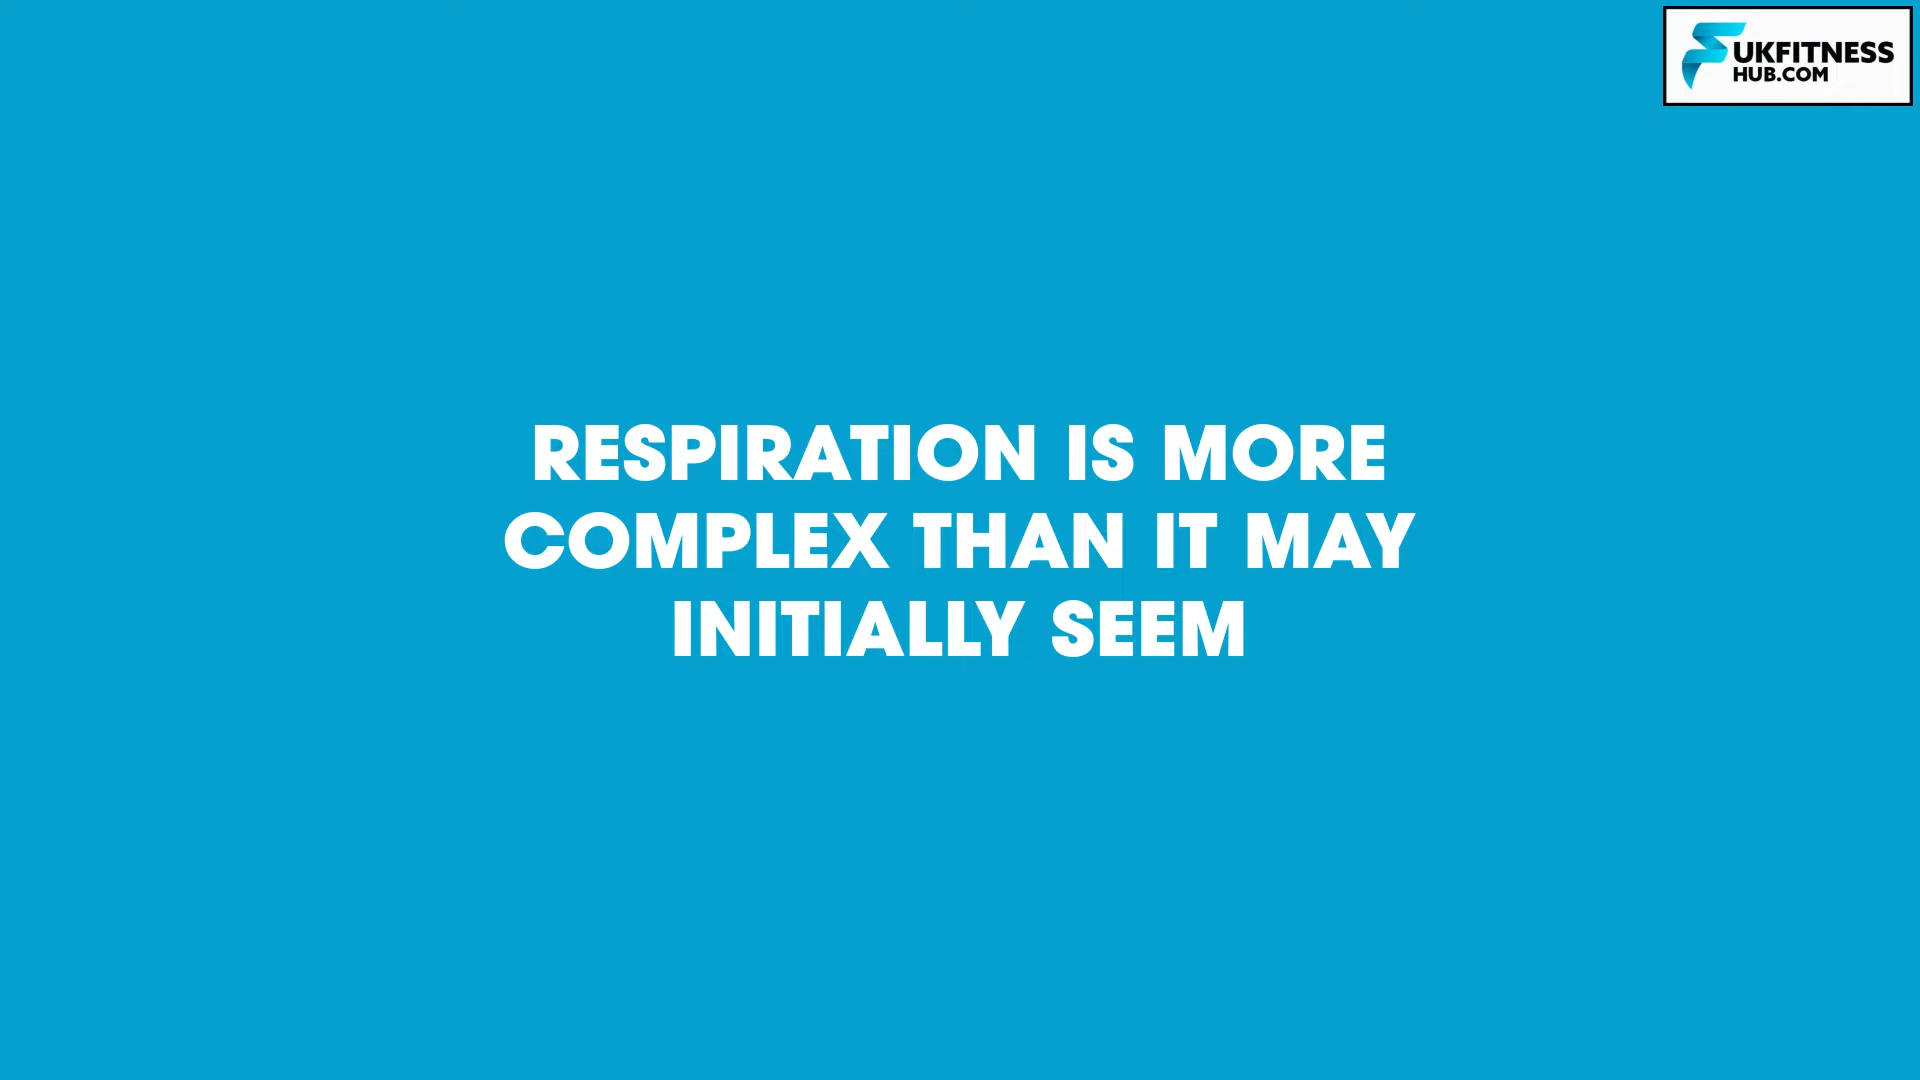 UKFITNESS
HUB.COM
RESPIRATION IS MORE
COMPLEX THAN IT MAY
INITIALLY SEEM